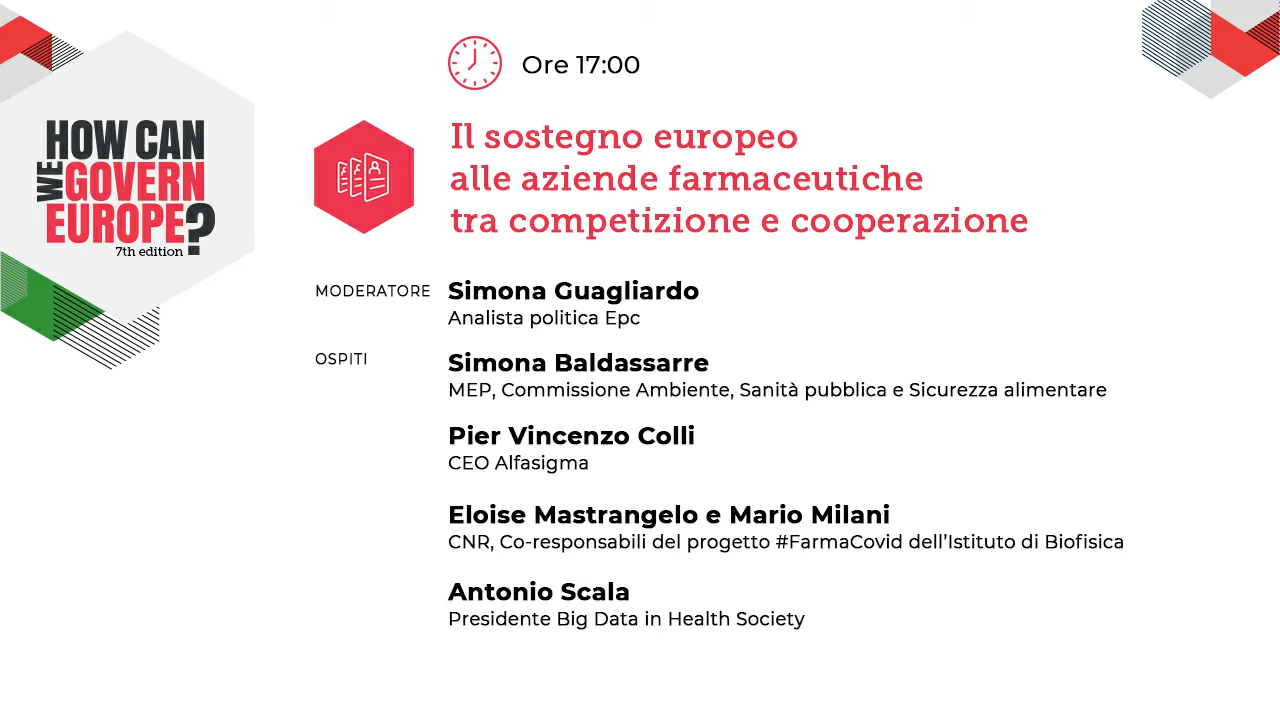 HOW CAN
WE GOVERN
EUROPE?
7th edition
Ore 17:00
Il sostegno europeo
alle aziende farmaceutiche
tra competizione e cooperazione
MODERATORE
Simona Guagliardo
Analista politica Epc
OSPITI
Simona Baldassarre
MEP, Commissione Ambiente, Sanità pubblica e Sicurezza alimentare
Pier Vincenzo Colli
CEO Alfasigma
Eloise Mastrangelo e Mario Milani
CNR, Co-responsabili del progetto #FarmaCovid dell’Istituto di Biofisica
Antonio Scala
Presidente Big Data in Health Society